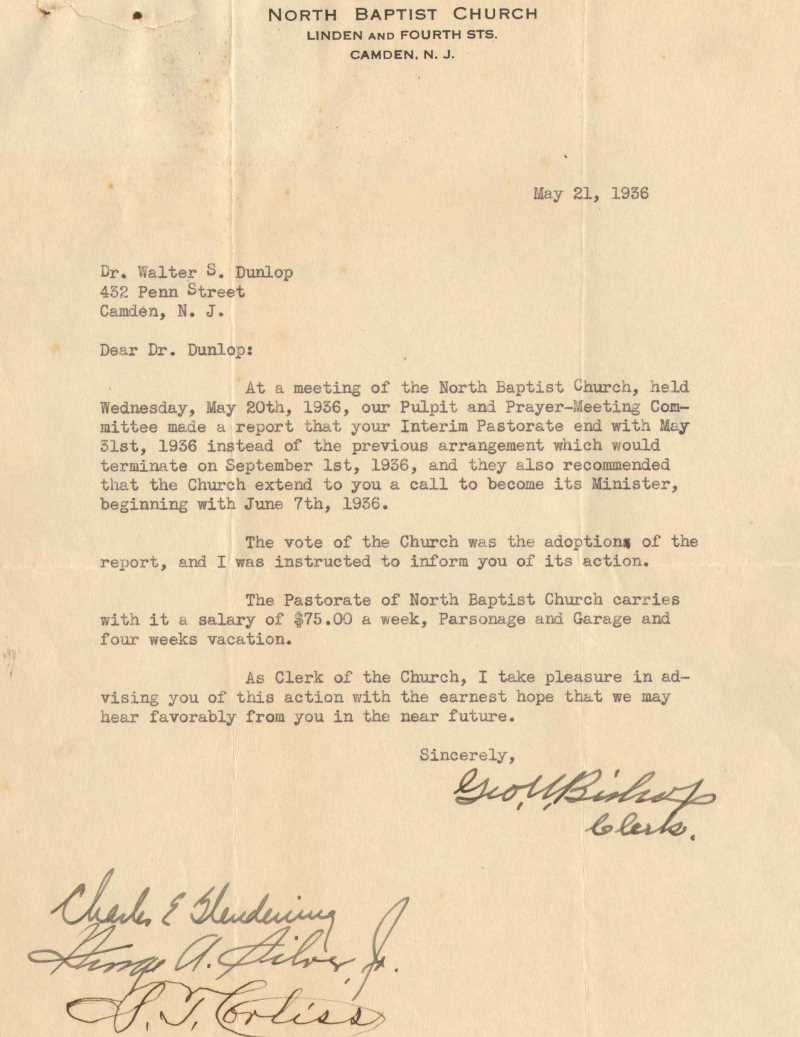 NORTH BAPTIST CHURCH
LINDEN AND FOURTH STS.
CAMDEN, N. J.
May 21, 1936
Dr. Walter S. Dunlop
432 Penn Street
Camden, N. J.
Dear Dr. Dunlop:
At a meeting of the North Baptist Church, held
Wednesday, May 20th, 1936, our Pulpit and Prayer-Meeting Com-
mittee made a report that your Interim Pastorate end with May
31st, 1936 instead of the previous arrangement which would
terminate on September 1st, 1936, and they also recommended
that the Church extend to you a call to become its Minister,
beginning with June 7th, 1936.
The vote of the Church was the adoption of the
report, and I was instructed to inform you of its action.
The Pastorate of North Baptist Church carries
with it a salary of $75.00 a week, Parsonage and Garage and
four weeks vacation.
As Clerk of the Church, I take pleasure in ad-
vising you of this action with the earnest hope that we may
hear favorably from you in the near future.
Sincerely,
Geo. W. Bishop
Clerk.
Charles E Glendening
George A. Silver, Jr.
S. T. Corliss